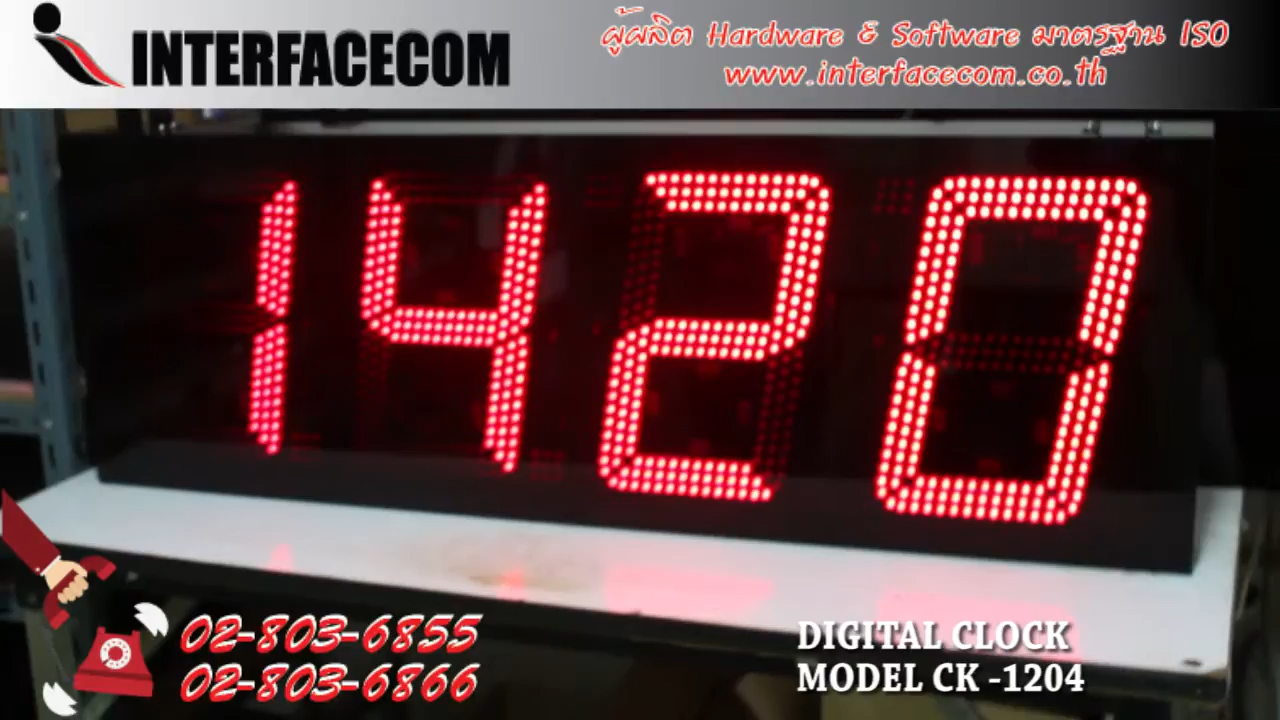 INTERFACECOM
ผู้ผลิต Hardware & Software มาตรฐาน ISO
www.interfacecom.co.th
1420
02-803-6855
02-803-6866
DIGITAL CLOCK
MODEL CK -1204